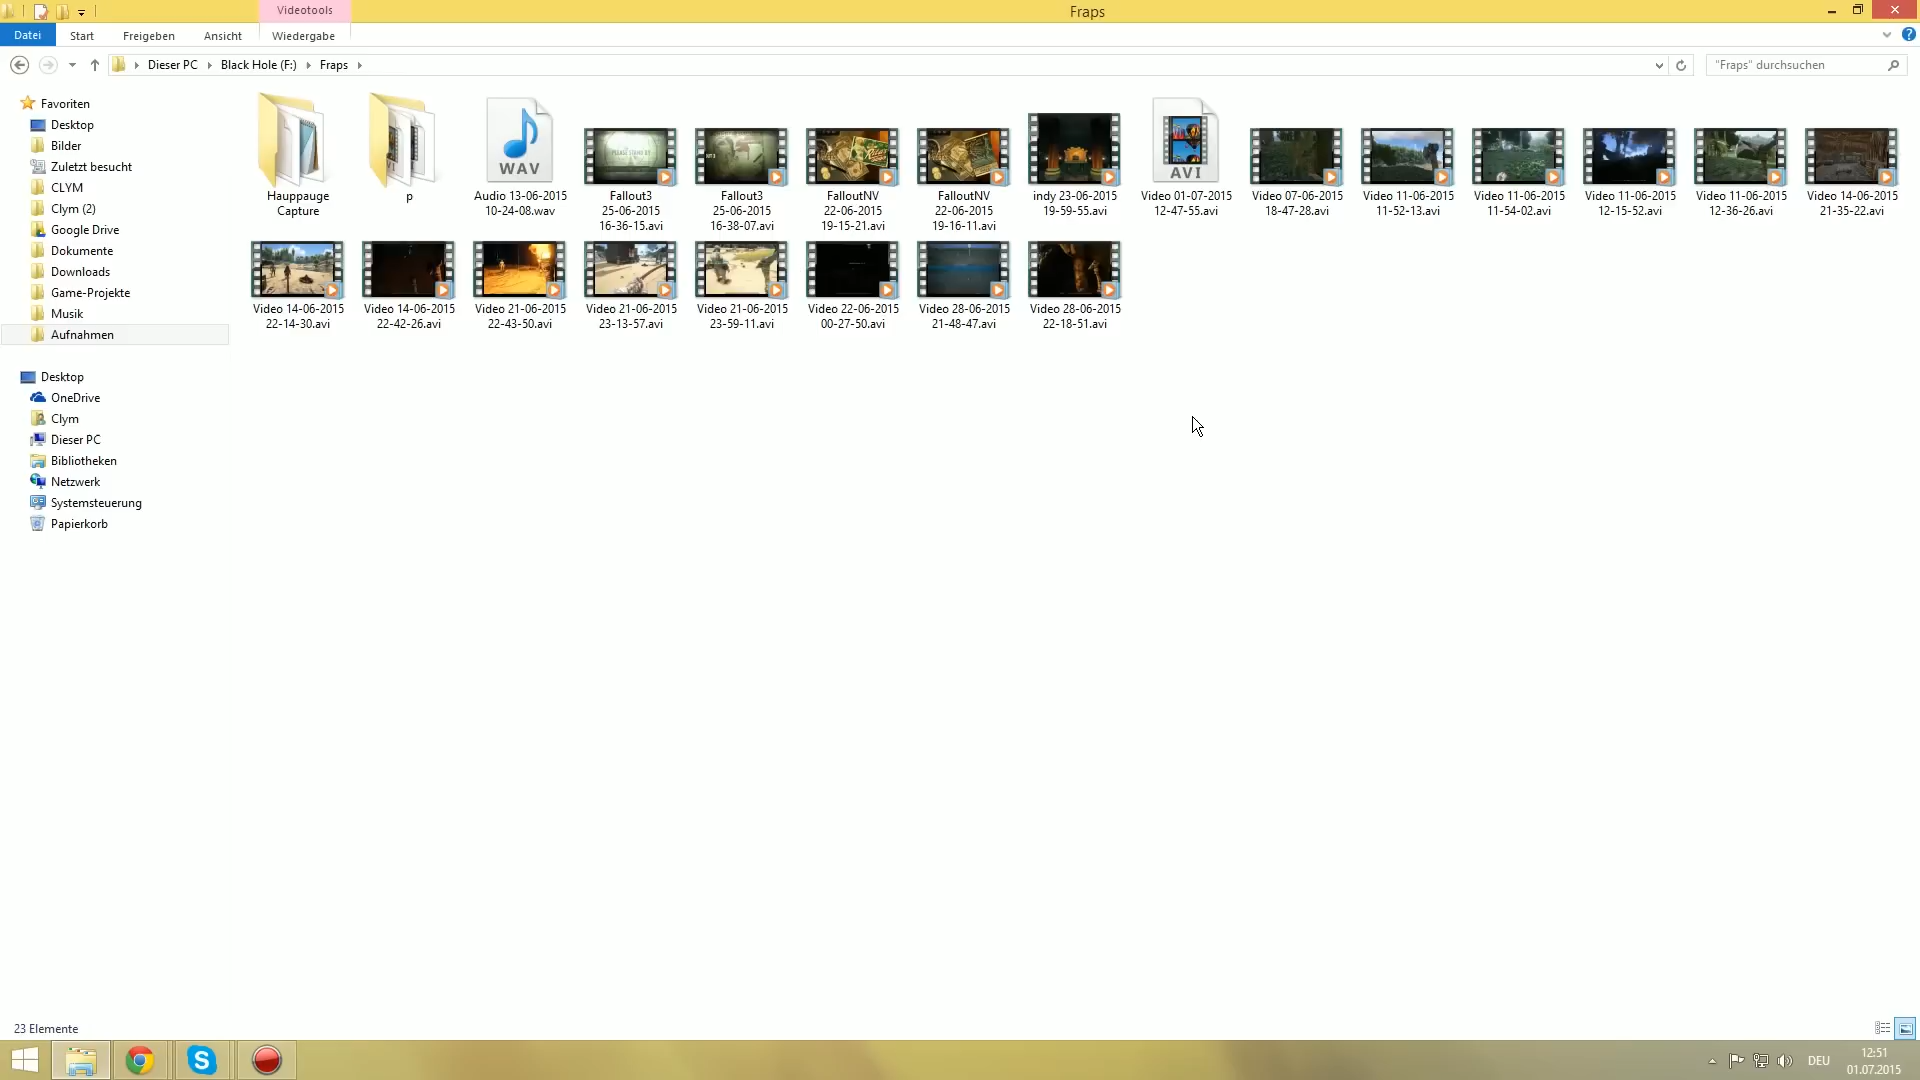 Videotools
Fraps
Datei
Start
Freigeben
Ansicht
Wiedergabe
Dieser PC
Black Hole (F:)
Fraps
"Fraps" durchsuchen
Favoriten
Desktop
Bilder
Zuletzt besucht
CLYM
Clym (2)
Google Drive
Dokumente
Downloads
Game-Projekte
Musik
Aufnahmen
Desktop
OneDrive
Clym
Dieser PC
Bibliotheken
Netzwerk
Systemsteuerung
Papierkorb
Hauppauge
Capture
p
WAV
Audio 13-06-2015
10-24-08.wav
PLEASE STAND BY
Fallout3
25-06-2015
16-36-15.avi
Fallout3
25-06-2015
16-38-07.avi
FalloutNV
22-06-2015
19-15-21.avi
FalloutNV
22-06-2015
19-16-11.avi
indy 23-06-2015
19-59-55.avi
AVI
Video 01-07-2015
12-47-55.avi
Video 07-06-2015
18-47-28.avi
Video 11-06-2015
11-52-13.avi
Video 11-06-2015
11-54-02.avi
Video 11-06-2015
12-15-52.avi
Video 11-06-2015
12-36-26.avi
Video 14-06-2015
21-35-22.avi
Video 14-06-2015
22-14-30.avi
Video 14-06-2015
22-42-26.avi
Video 21-06-2015
22-43-50.avi
Video 21-06-2015
23-13-57.avi
Video 21-06-2015
23-59-11.avi
Video 22-06-2015
00-27-50.avi
Video 28-06-2015
21-48-47.avi
Video 28-06-2015
22-18-51.avi
23 Elemente
DEU
12:51
01.07.2015